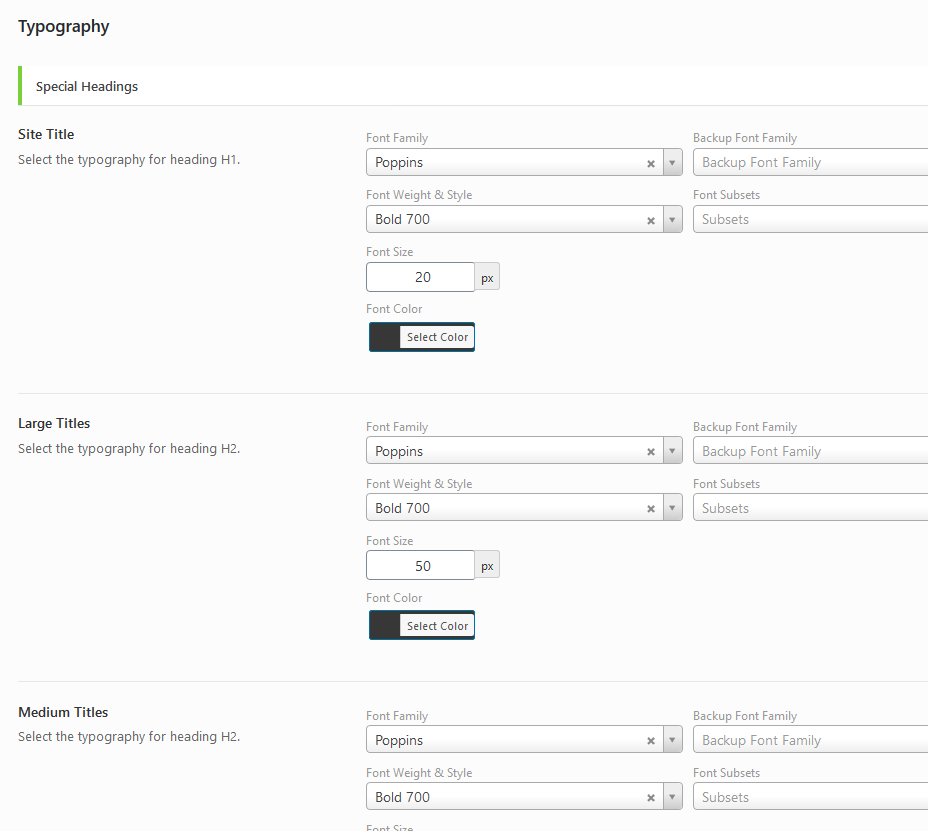 Typography
Special Headings
Site Title
Select the typography for heading H1.
Font Family
Backup Font Family
Poppins
Backup Font Family
Font Weight & Style
Font Subsets
Bold 700
Subsets
Font Size
20 px
Font Color
Select Color
Large Titles
Select the typography for heading H2.
Font Family
Backup Font Family
Poppins
Backup Font Family
Font Weight & Style
Font Subsets
Bold 700
Subsets
Font Size
50 px
Font Color
Select Color
Medium Titles
Select the typography for heading H2.
Font Family
Backup Font Family
Poppins
Backup Font Family
Font Weight & Style
Font Subsets
Bold 700
Subsets
Font Size